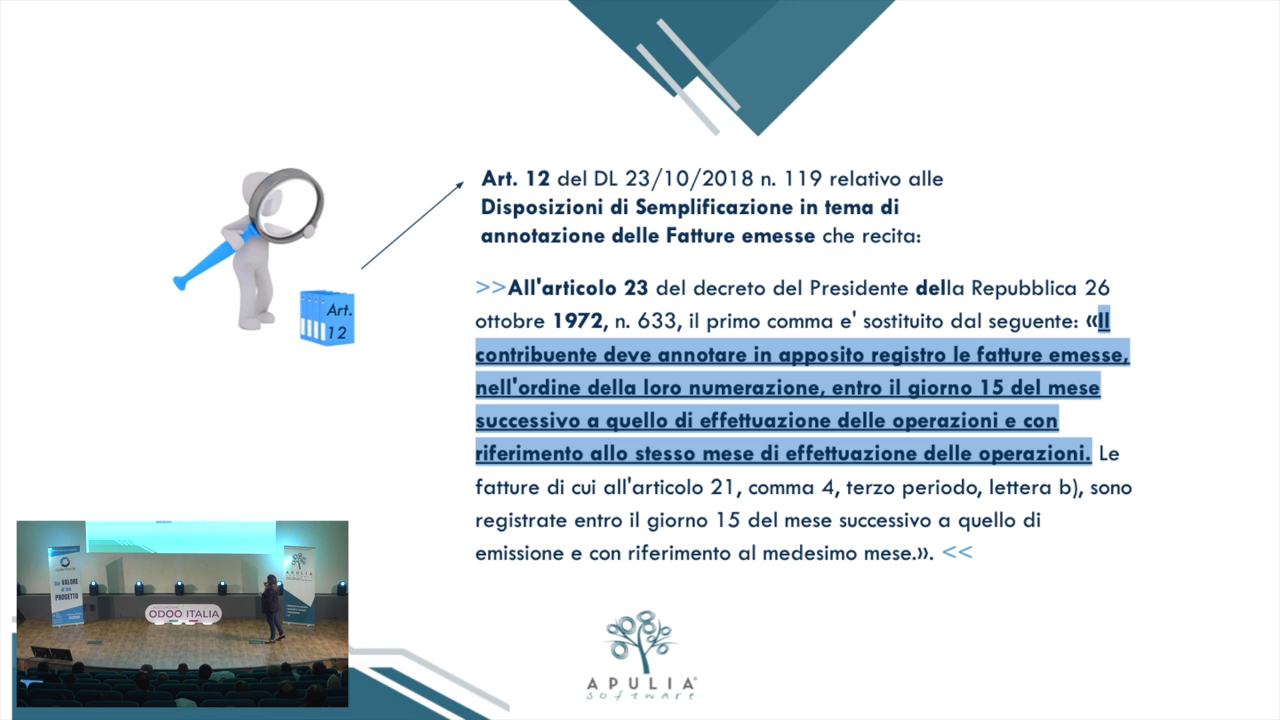 Art. 12 del DL 23/10/2018 n. 119 relativo alle
Disposizioni di Semplificazione in tema di
annotazione delle Fatture emesse che recita:
>>All'articolo 23 del decreto del Presidente della Repubblica 26
ottobre 1972, n. 633, il primo comma e' sostituito dal seguente: «Il
contribuente deve annotare in apposito registro le fatture emesse,
nell'ordine della loro numerazione, entro il giorno 15 del mese
successivo a quello di effettuazione delle operazioni e con
riferimento allo stesso mese di effettuazione delle operazioni. Le
fatture di cui all'articolo 21, comma 4, terzo periodo, lettera b), sono
registrate entro il giorno 15 del mese successivo a quello di
emissione e con riferimento al medesimo mese.». <<
Art.
12
VALORE
PROGETTO
ODOO ITALIA
APULIA
APULIA
software